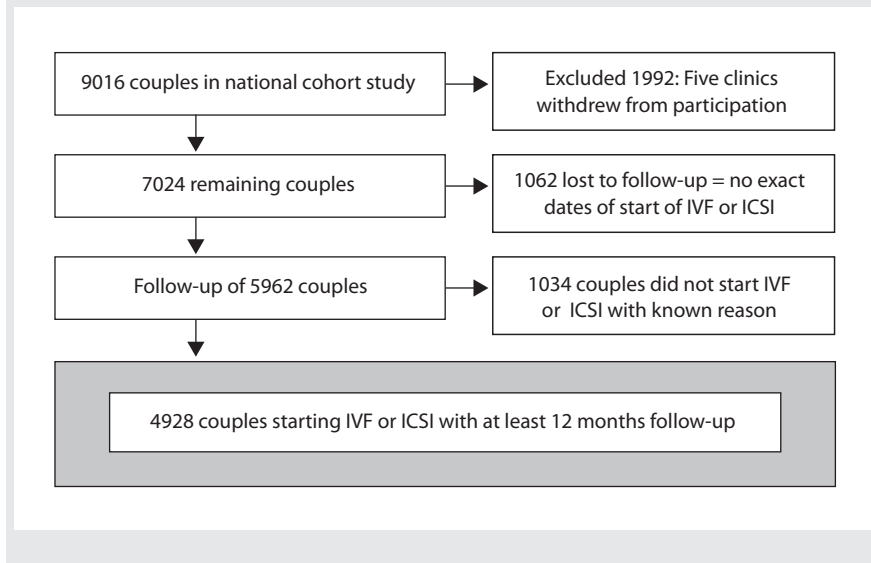 9016 couples in national cohort study
Excluded 1992: Five clinics
withdrew from participation
7024 remaining couples
1062 lost to follow-up = no exact
dates of start of IVF or ICSI
Follow-up of 5962 couples
1034 couples did not start IVF
or ICSI with known reason
4928 couples starting IVF or ICSI with at least 12 months follow-up